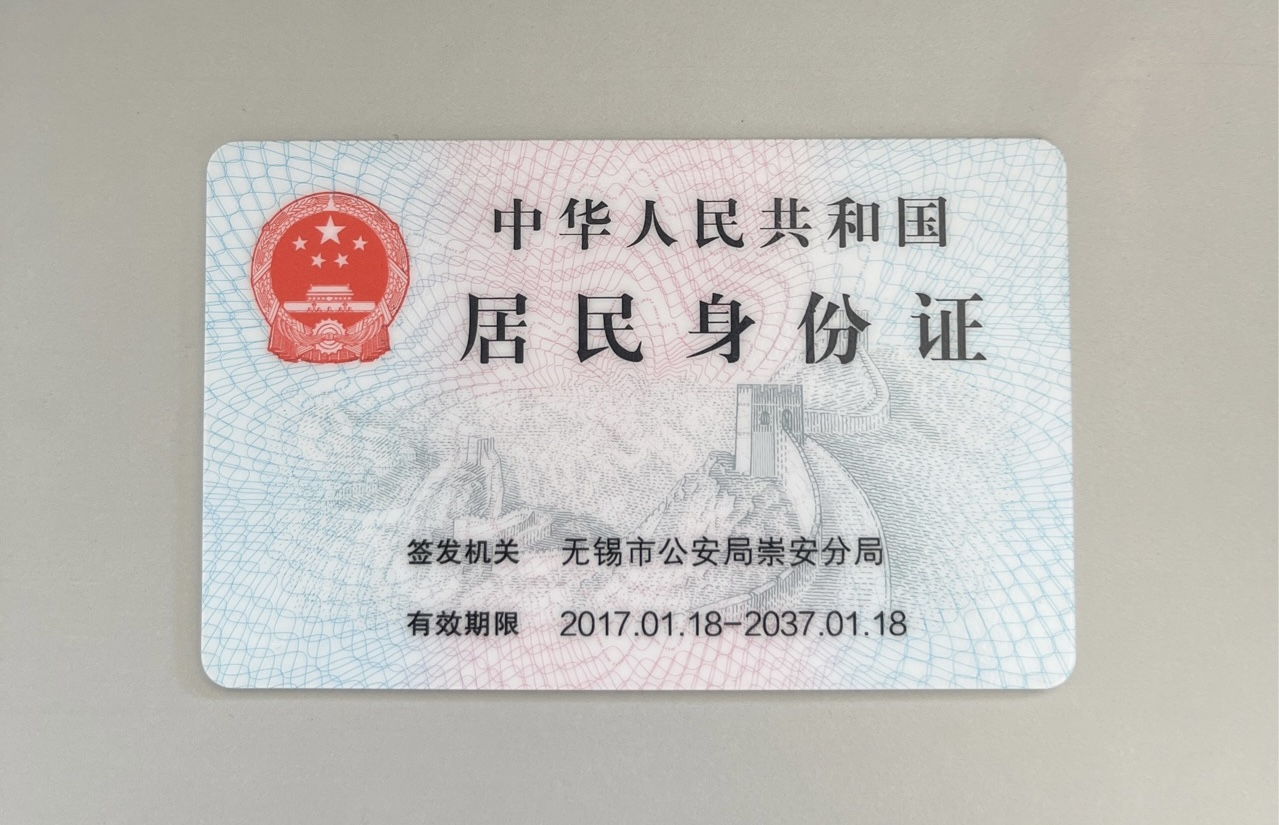 中华人民共和国
居民身份证
签发机关 无锡市公安局崇安分局
有效期限 2017.01.18-2037.01.18